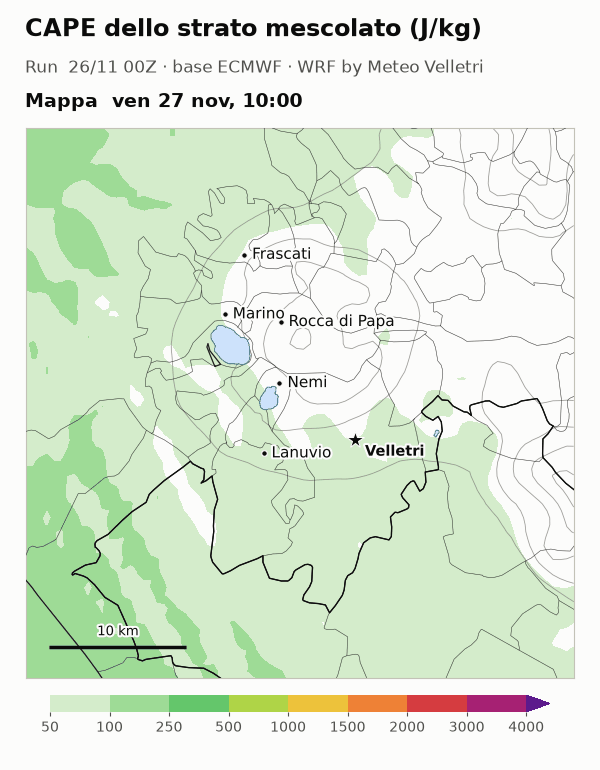 CAPE dello strato mescolato (J/kg)
Run  26/11 00Z · base ECMWF · WRF by Meteo Velletri
Mappa  ven 27 nov, 10:00
Frascati
Marino
Rocca di Papa
Nemi
Velletri
Lanuvio
10 km
50 100 250 500 1000 1500 2000 3000 4000